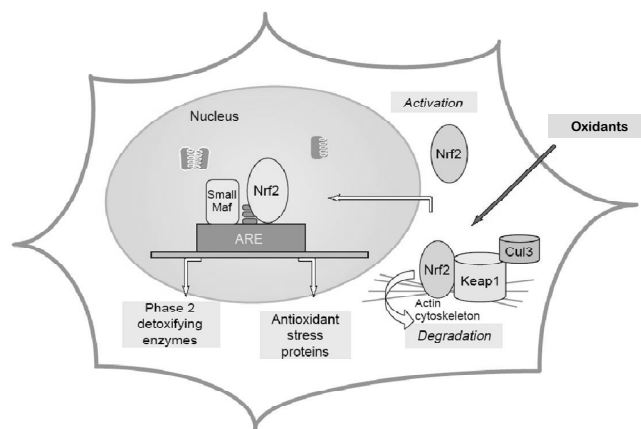 Activation
Nucleus
Oxidants
Nrf2
Nrf2
Small
Maf
ARE
Cul3
Nrf2
Keap1
Actin
cytoskeleton
Degradation
Phase 2
detoxifying
enzymes
Antioxidant
stress
proteins